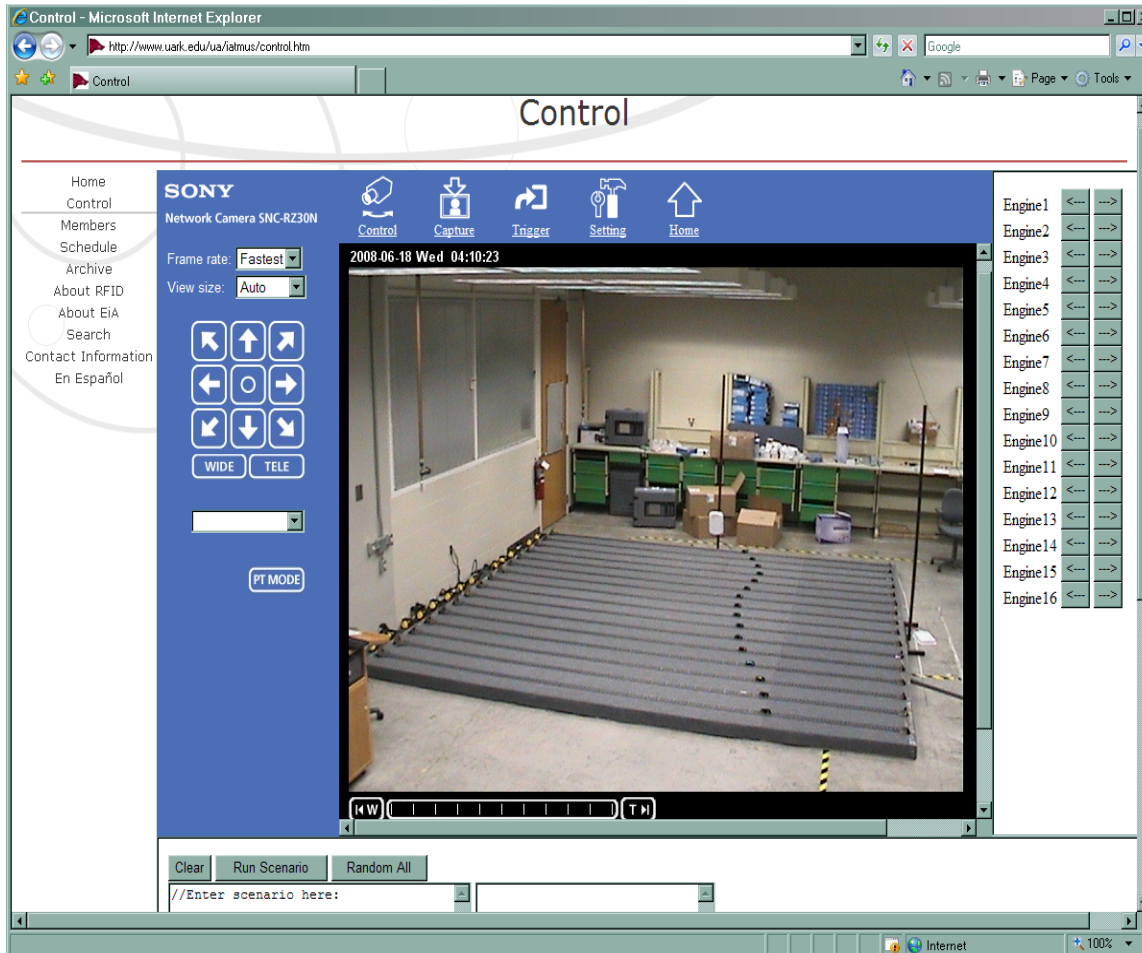 Control - Microsoft Internet Explorer
http://www.uark.edu/ua/iatmus/control.htm
Google
Control
Page
Tools
Control
Home
Control
Members
Schedule
Archive
About RFID
About EiA
Search
Contact Information
En Español
SONY
Network Camera SNC-RZ30N
Control Capture Trigger Setting Home
Frame rate: Fastest
View size: Auto
WIDE TELE
PT MODE
2008-06-18 Wed 04:10:23
W T
Engine1 <--- --->
Engine2 <--- --->
Engine3 <--- --->
Engine4 <--- --->
Engine5 <--- --->
Engine6 <--- --->
Engine7 <--- --->
Engine8 <--- --->
Engine9 <--- --->
Engine10 <--- --->
Engine11 <--- --->
Engine12 <--- --->
Engine13 <--- --->
Engine14 <--- --->
Engine15 <--- --->
Engine16 <--- --->
Clear Run Scenario Random All
//Enter scenario here:
Internet
100%